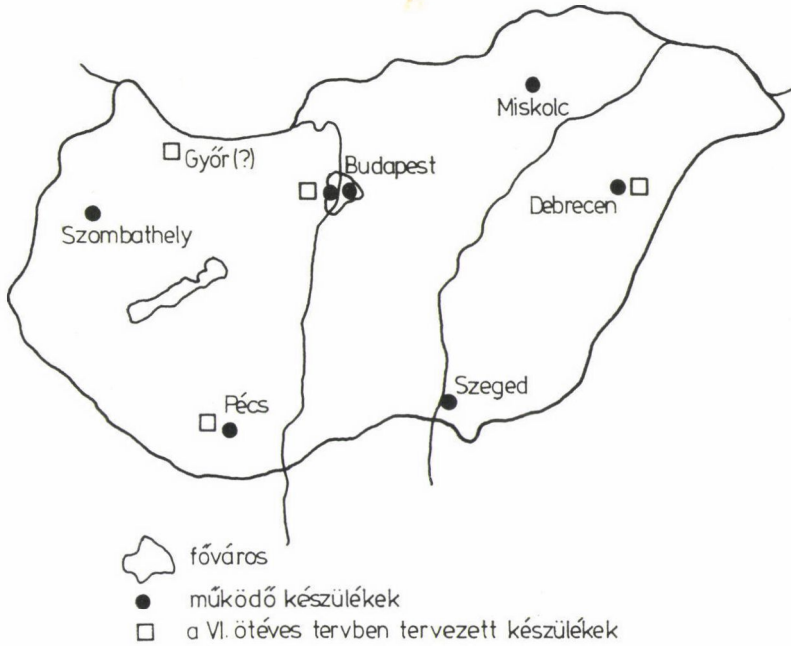 Miskolc
Győr(?)
Budapest
Debrecen
Szombathely
Szeged
Pécs
főváros
működő készülékek
a VI. ötéves tervben tervezett készülékek